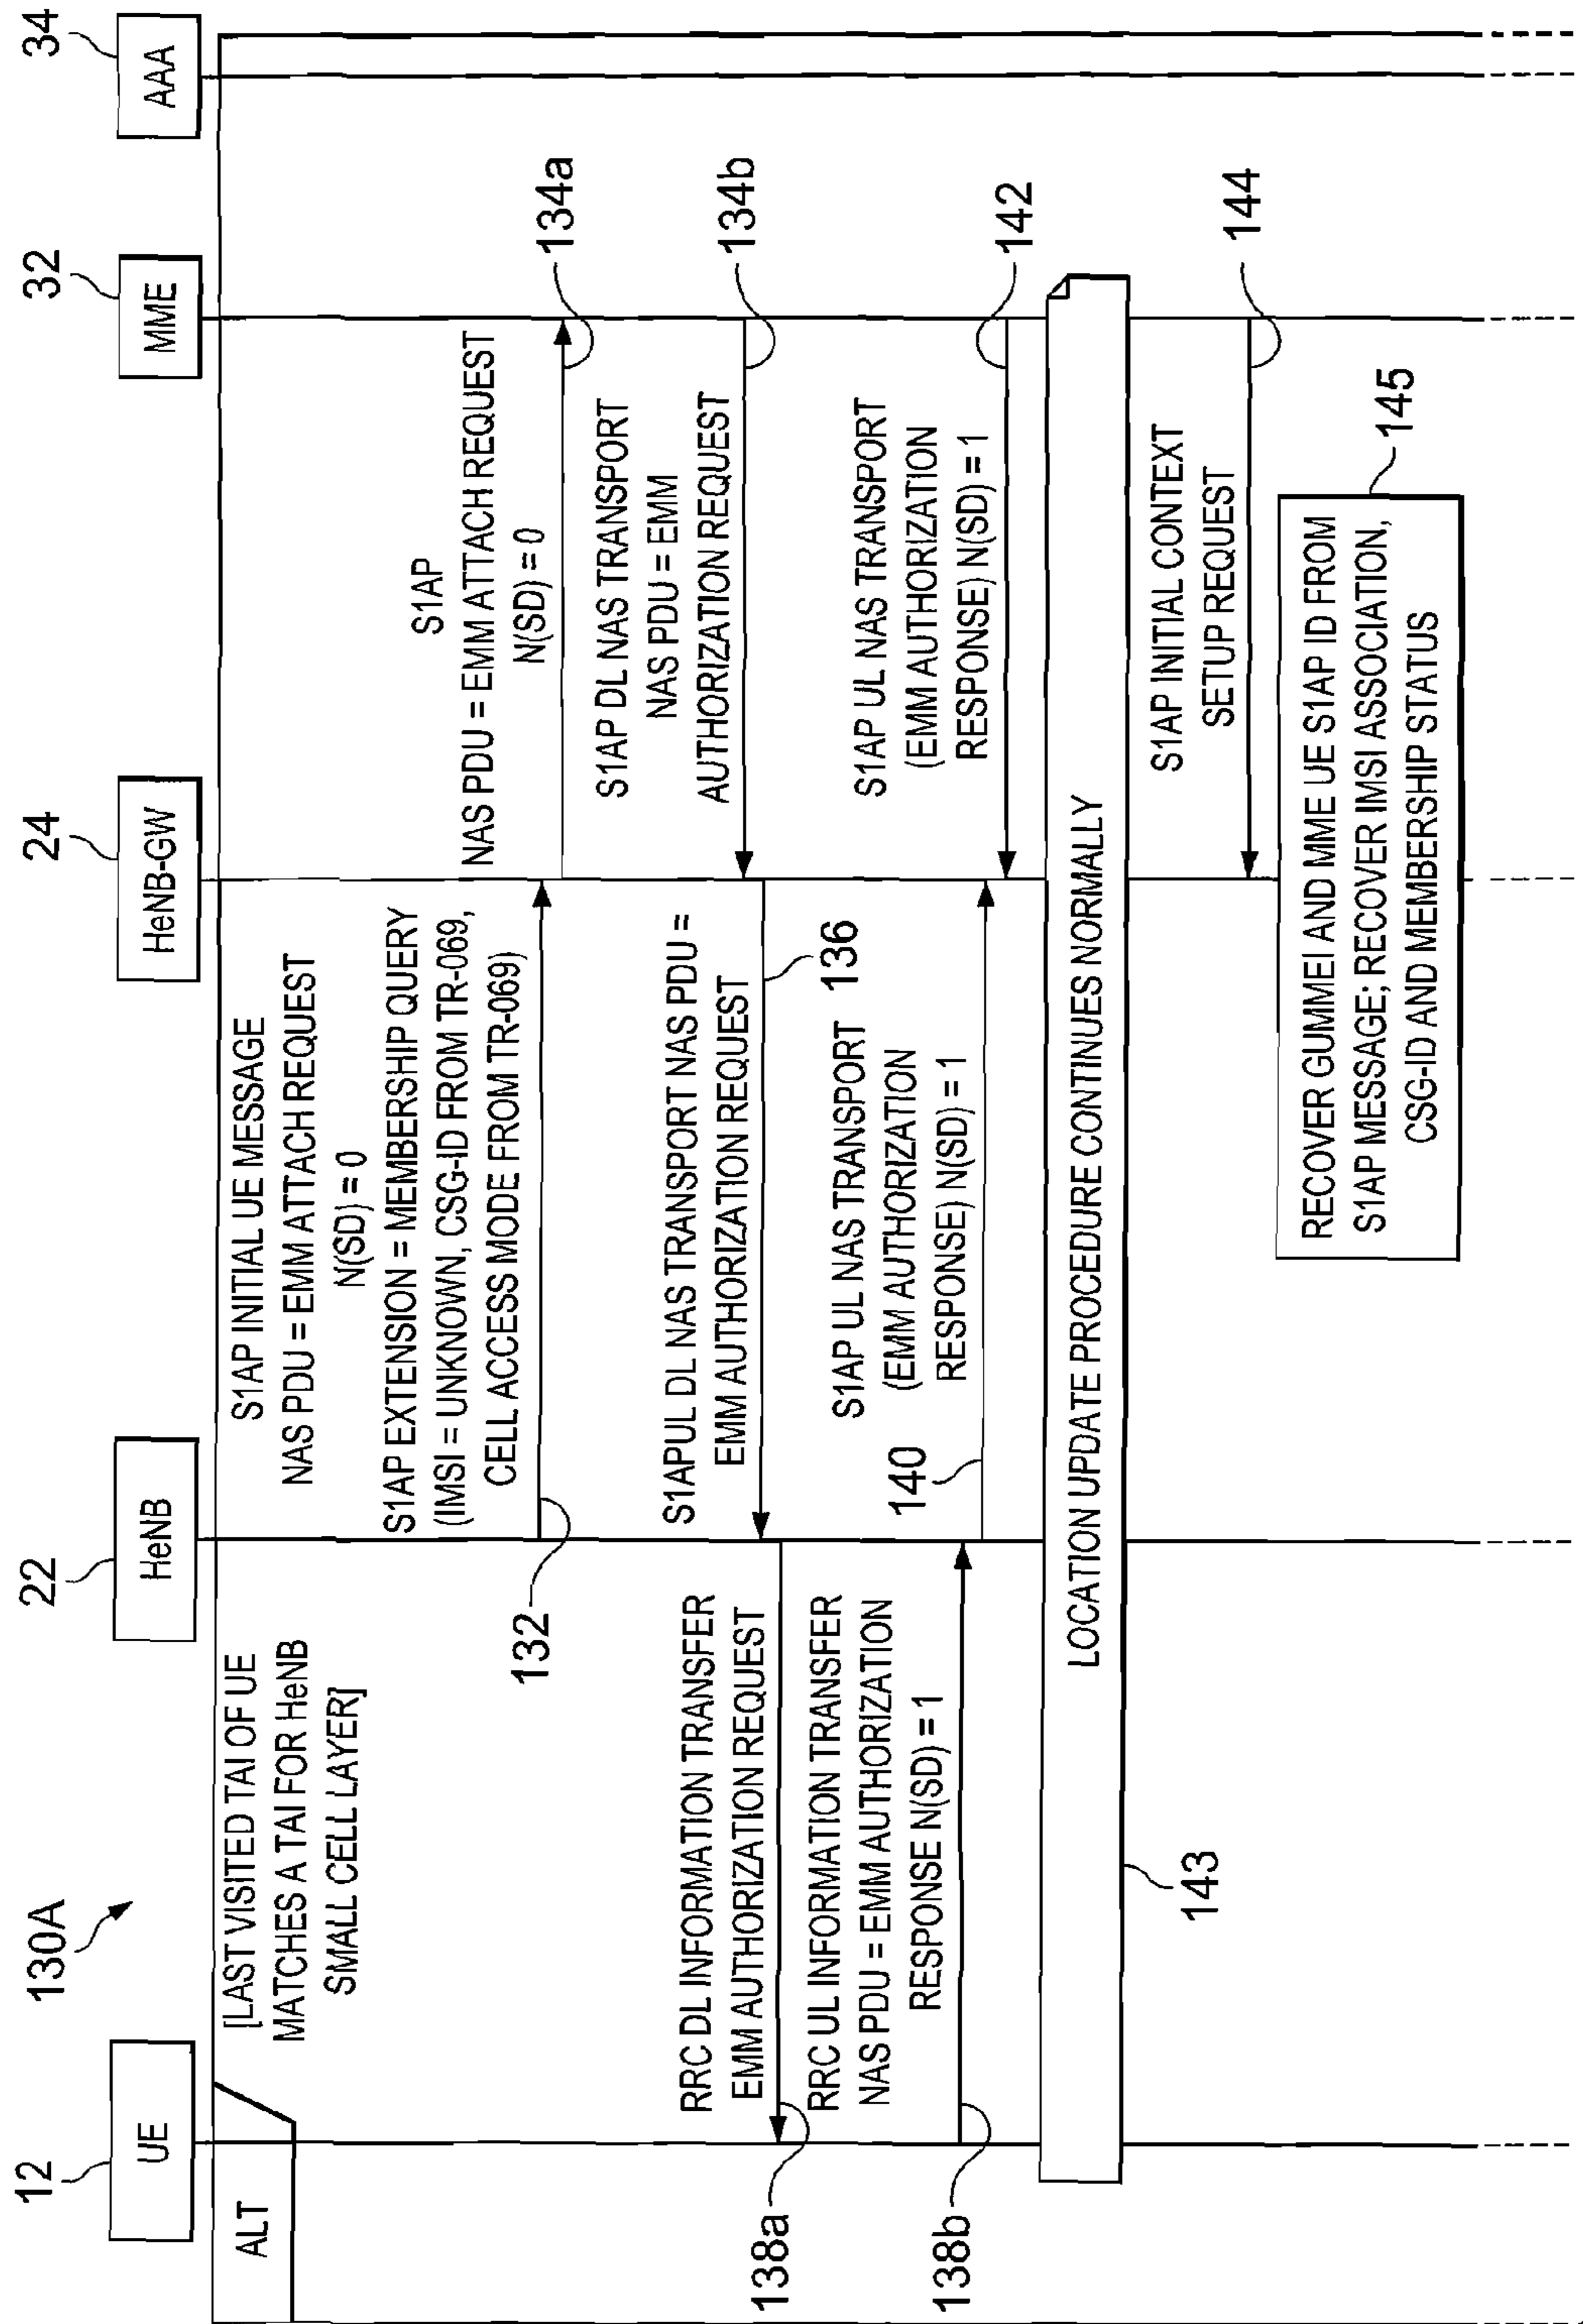 130A
12
22
24
32
34
UE
HeNB
HeNB-GW
MME
AAA
ALT
[LAST VISITED TAI OF UE
MATCHES A TAI FOR HeNB
SMALL CELL LAYER]
S1AP INITIAL UE MESSAGE
NAS PDU = EMM ATTACH REQUEST
N(SD) = 0
S1AP EXTENSION = MEMBERSHIP QUERY
(IMSI = UNKNOWN, CSG-ID FROM TR-069,
CELL ACCESS MODE FROM TR-069)
132
S1AP
NAS PDU = EMM ATTACH REQUEST
N(SD) = 0
134a
S1AP DL NAS TRANSPORT
NAS PDU = EMM
AUTHORIZATION REQUEST
134b
S1APUL DL NAS TRANSPORT NAS PDU =
EMM AUTHORIZATION REQUEST
136
RRC DL INFORMATION TRANSFER
EMM AUTHORIZATION REQUEST
138a
RRC UL INFORMATION TRANSFER
NAS PDU = EMM AUTHORIZATION
RESPONSE N(SD) = 1
138b
S1AP UL NAS TRANSPORT
(EMM AUTHORIZATION
RESPONSE) N(SD) = 1
140
S1AP UL NAS TRANSPORT
(EMM AUTHORIZATION
RESPONSE) N(SD) = 1
142
LOCATION UPDATE PROCEDURE CONTINUES NORMALLY
143
S1AP INITIAL CONTEXT
SETUP REQUEST
144
RECOVER GUMMEI AND MME UE S1AP ID FROM
S1AP MESSAGE; RECOVER IMSI ASSOCIATION,
CSG-ID AND MEMBERSHIP STATUS
145